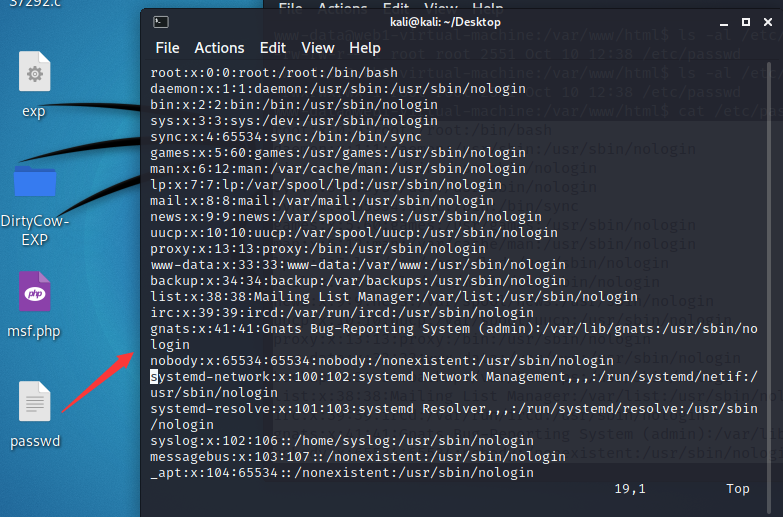 37292.c
exp
DirtyCow-
EXP
msf.php
passwd
File Actions Edit View Help
kali@kali: ~/Desktop
File Actions Edit View Help
root:x:0:0:root:/root:/bin/bash
daemon:x:1:1:daemon:/usr/sbin:/usr/sbin/nologin
bin:x:2:2:bin:/bin:/usr/sbin/nologin
sys:x:3:3:sys:/dev:/usr/sbin/nologin
sync:x:4:65534:sync:/bin:/bin/sync
games:x:5:60:games:/usr/games:/usr/sbin/nologin
man:x:6:12:man:/var/cache/man:/usr/sbin/nologin
lp:x:7:7:lp:/var/spool/lpd:/usr/sbin/nologin
mail:x:8:8:mail:/var/mail:/usr/sbin/nologin
news:x:9:9:news:/var/spool/news:/usr/sbin/nologin
uucp:x:10:10:uucp:/var/spool/uucp:/usr/sbin/nologin
proxy:x:13:13:proxy:/bin:/usr/sbin/nologin
www-data:x:33:33:www-data:/var/www:/usr/sbin/nologin
backup:x:34:34:backup:/var/backups:/usr/sbin/nologin
list:x:38:38:Mailing List Manager:/var/list:/usr/sbin/nologin
irc:x:39:39:ircd:/var/run/ircd:/usr/sbin/nologin
gnats:x:41:41:Gnats Bug-Reporting System (admin):/var/lib/gnats:/usr/sbin/no
login
nobody:x:65534:65534:nobody:/nonexistent:/usr/sbin/nologin
systemd-network:x:100:102:systemd Network Management,,,:/run/systemd/netif:/
usr/sbin/nologin
systemd-resolve:x:101:103:systemd Resolver,,,:/run/systemd/resolve:/usr/sbin
/nologin
syslog:x:102:106::/home/syslog:/usr/sbin/nologin
messagebus:x:103:107::/nonexistent:/usr/sbin/nologin
_apt:x:104:65534::/nonexistent:/usr/sbin/nologin
19,1 Top